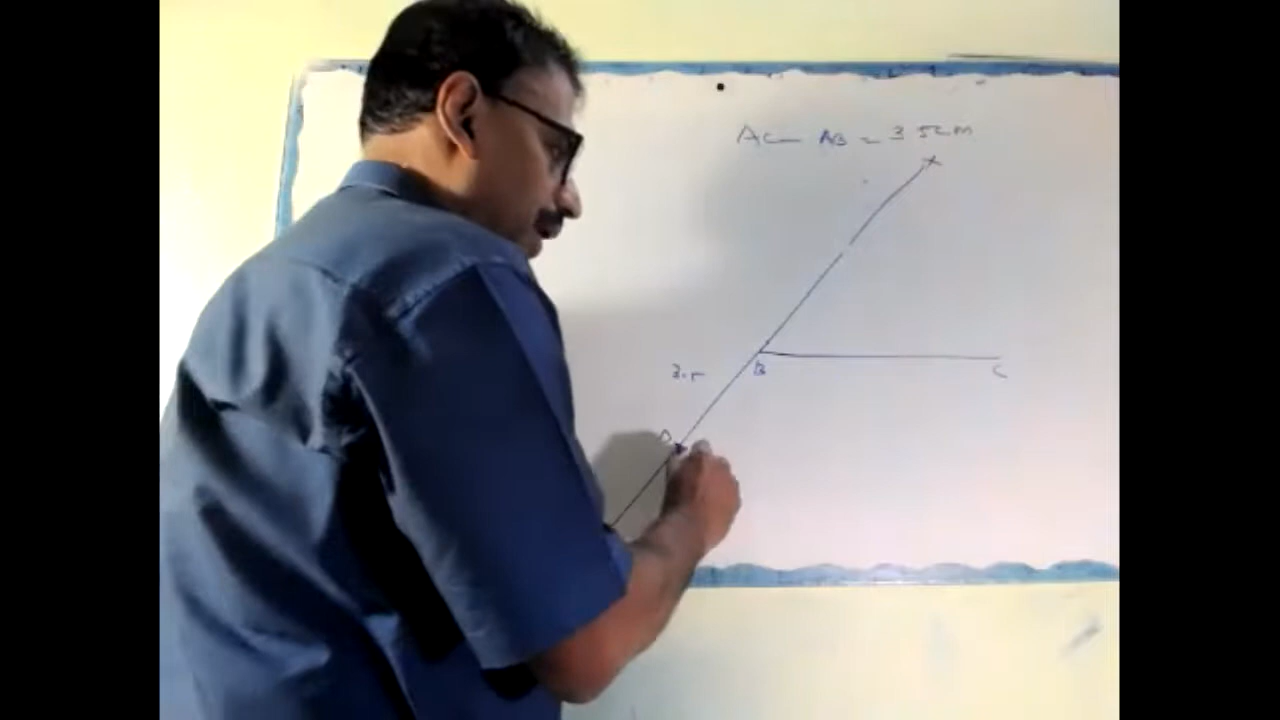 AC — AB = 3 5cm
X
B
C
D